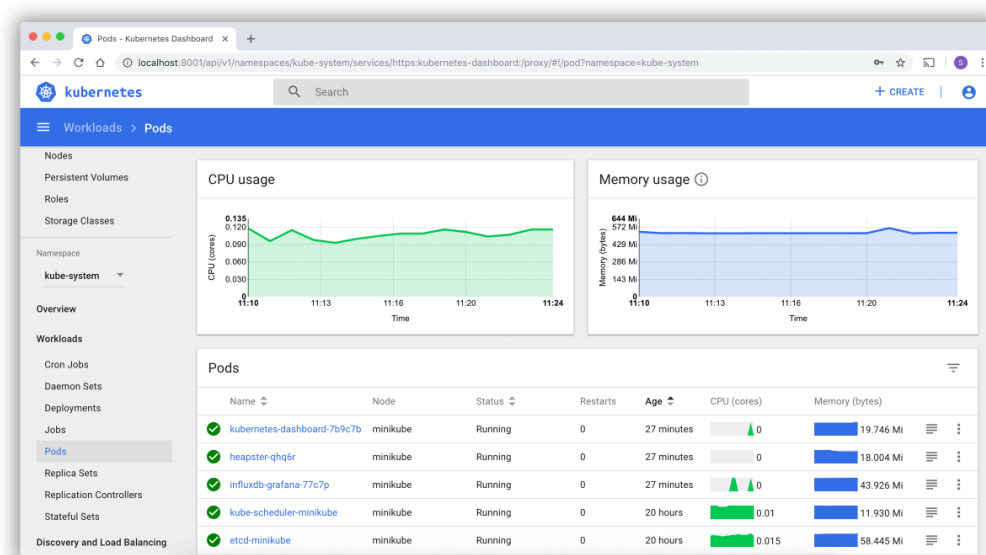 Pods - Kubernetes Dashboard
localhost:8001/api/v1/namespaces/kube-system/services/https:kubernetes-dashboard:/proxy/#!/pod?namespace=kube-system
S
kubernetes
Search
+ CREATE
Workloads > Pods
Nodes
Persistent Volumes
Roles
Storage Classes
Namespace
kube-system
Overview
Workloads
Cron Jobs
Daemon Sets
Deployments
Jobs
Pods
Replica Sets
Replication Controllers
Stateful Sets
Discovery and Load Balancing
CPU usage
CPU (cores)
0.135
0.120
0.090
0.060
0.030
0
11:10 11:13 11:16 11:20 11:24
Time
Memory usage
Memory (bytes)
644 Mi
572 Mi
429 Mi
286 Mi
143 Mi
0
11:10 11:13 11:16 11:20 11:24
Time
Pods
Name Node Status Restarts Age CPU (cores) Memory (bytes)
kubernetes-dashboard-7b9c7b minikube Running 0 27 minutes 0 19.746 Mi
heapster-qhq6r minikube Running 0 27 minutes 0 18.004 Mi
influxdb-grafana-77c7p minikube Running 0 27 minutes 0 43.926 Mi
kube-scheduler-minikube minikube Running 0 20 hours 0.01 11.930 Mi
etcd-minikube minikube Running 0 20 hours 0.015 58.445 Mi